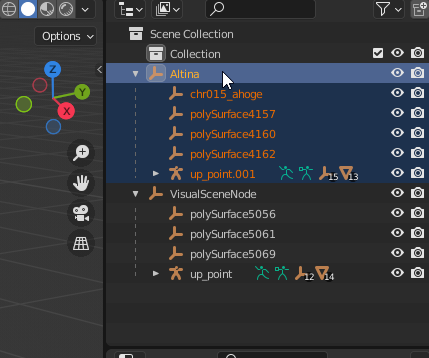 Options
Z
Y
X
Scene Collection
Collection
Altina
chr015_ahoge
polySurface4157
polySurface4160
polySurface4162
up_point.001
15
13
VisualSceneNode
polySurface5056
polySurface5061
polySurface5069
up_point
12
14